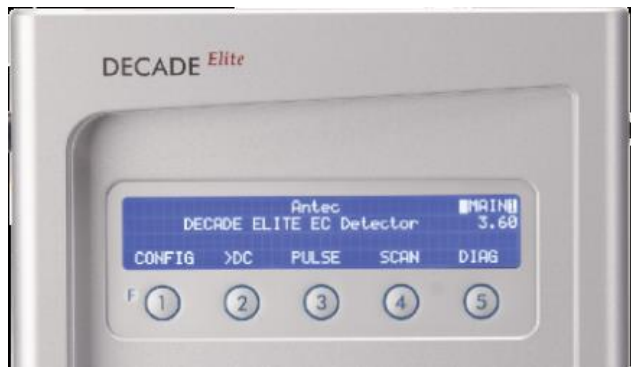 DECADE Elite
Antec MAIN
DECADE ELITE EC Detector 3.60
CONFIG >DC PULSE SCAN DIAG
F 1 2 3 4 5